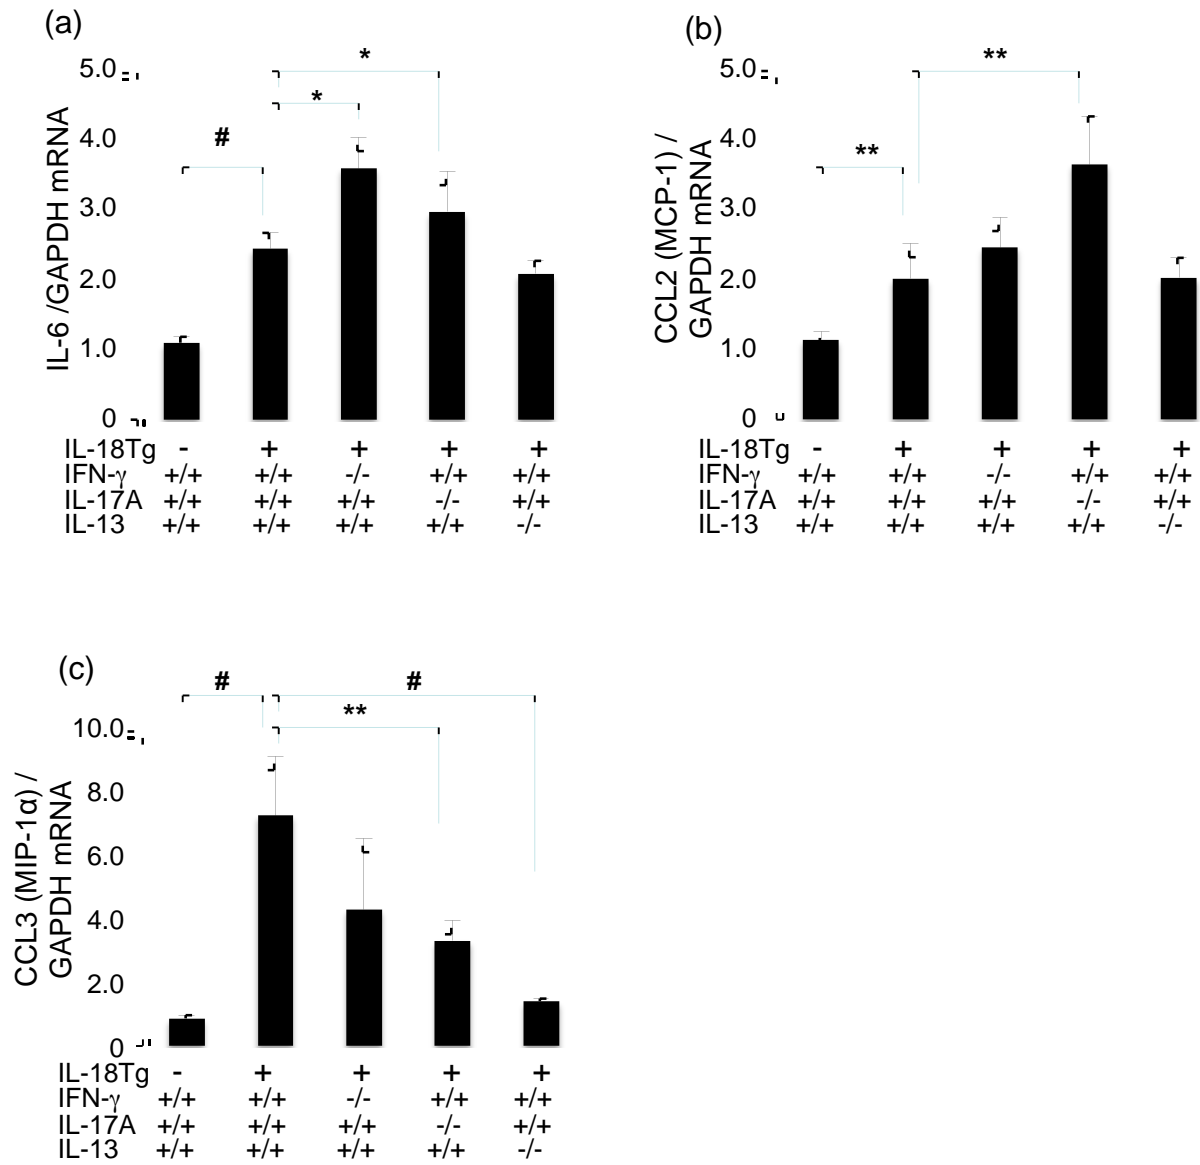 (a)
*
5.0
*
4.0
#
3.0
2.0
1.0
0
IL-6 /GAPDH mRNA
IL-18Tg - + + + +
IFN-γ +/+ +/+ -/- +/+ +/+
IL-17A +/+ +/+ +/+ -/- +/+
IL-13 +/+ +/+ +/+ +/+ -/-
(b)
**
5.0
4.0
**
3.0
2.0
1.0
0
CCL2 (MCP-1) /
GAPDH mRNA
IL-18Tg - + + + +
IFN-γ +/+ +/+ -/- +/+ +/+
IL-17A +/+ +/+ +/+ -/- +/+
IL-13 +/+ +/+ +/+ +/+ -/-
(c)
# #
**
10.0
8.0
6.0
4.0
2.0
0
CCL3 (MIP-1α) /
GAPDH mRNA
IL-18Tg - + + + +
IFN-γ +/+ +/+ -/- +/+ +/+
IL-17A +/+ +/+ +/+ -/- +/+
IL-13 +/+ +/+ +/+ +/+ -/-